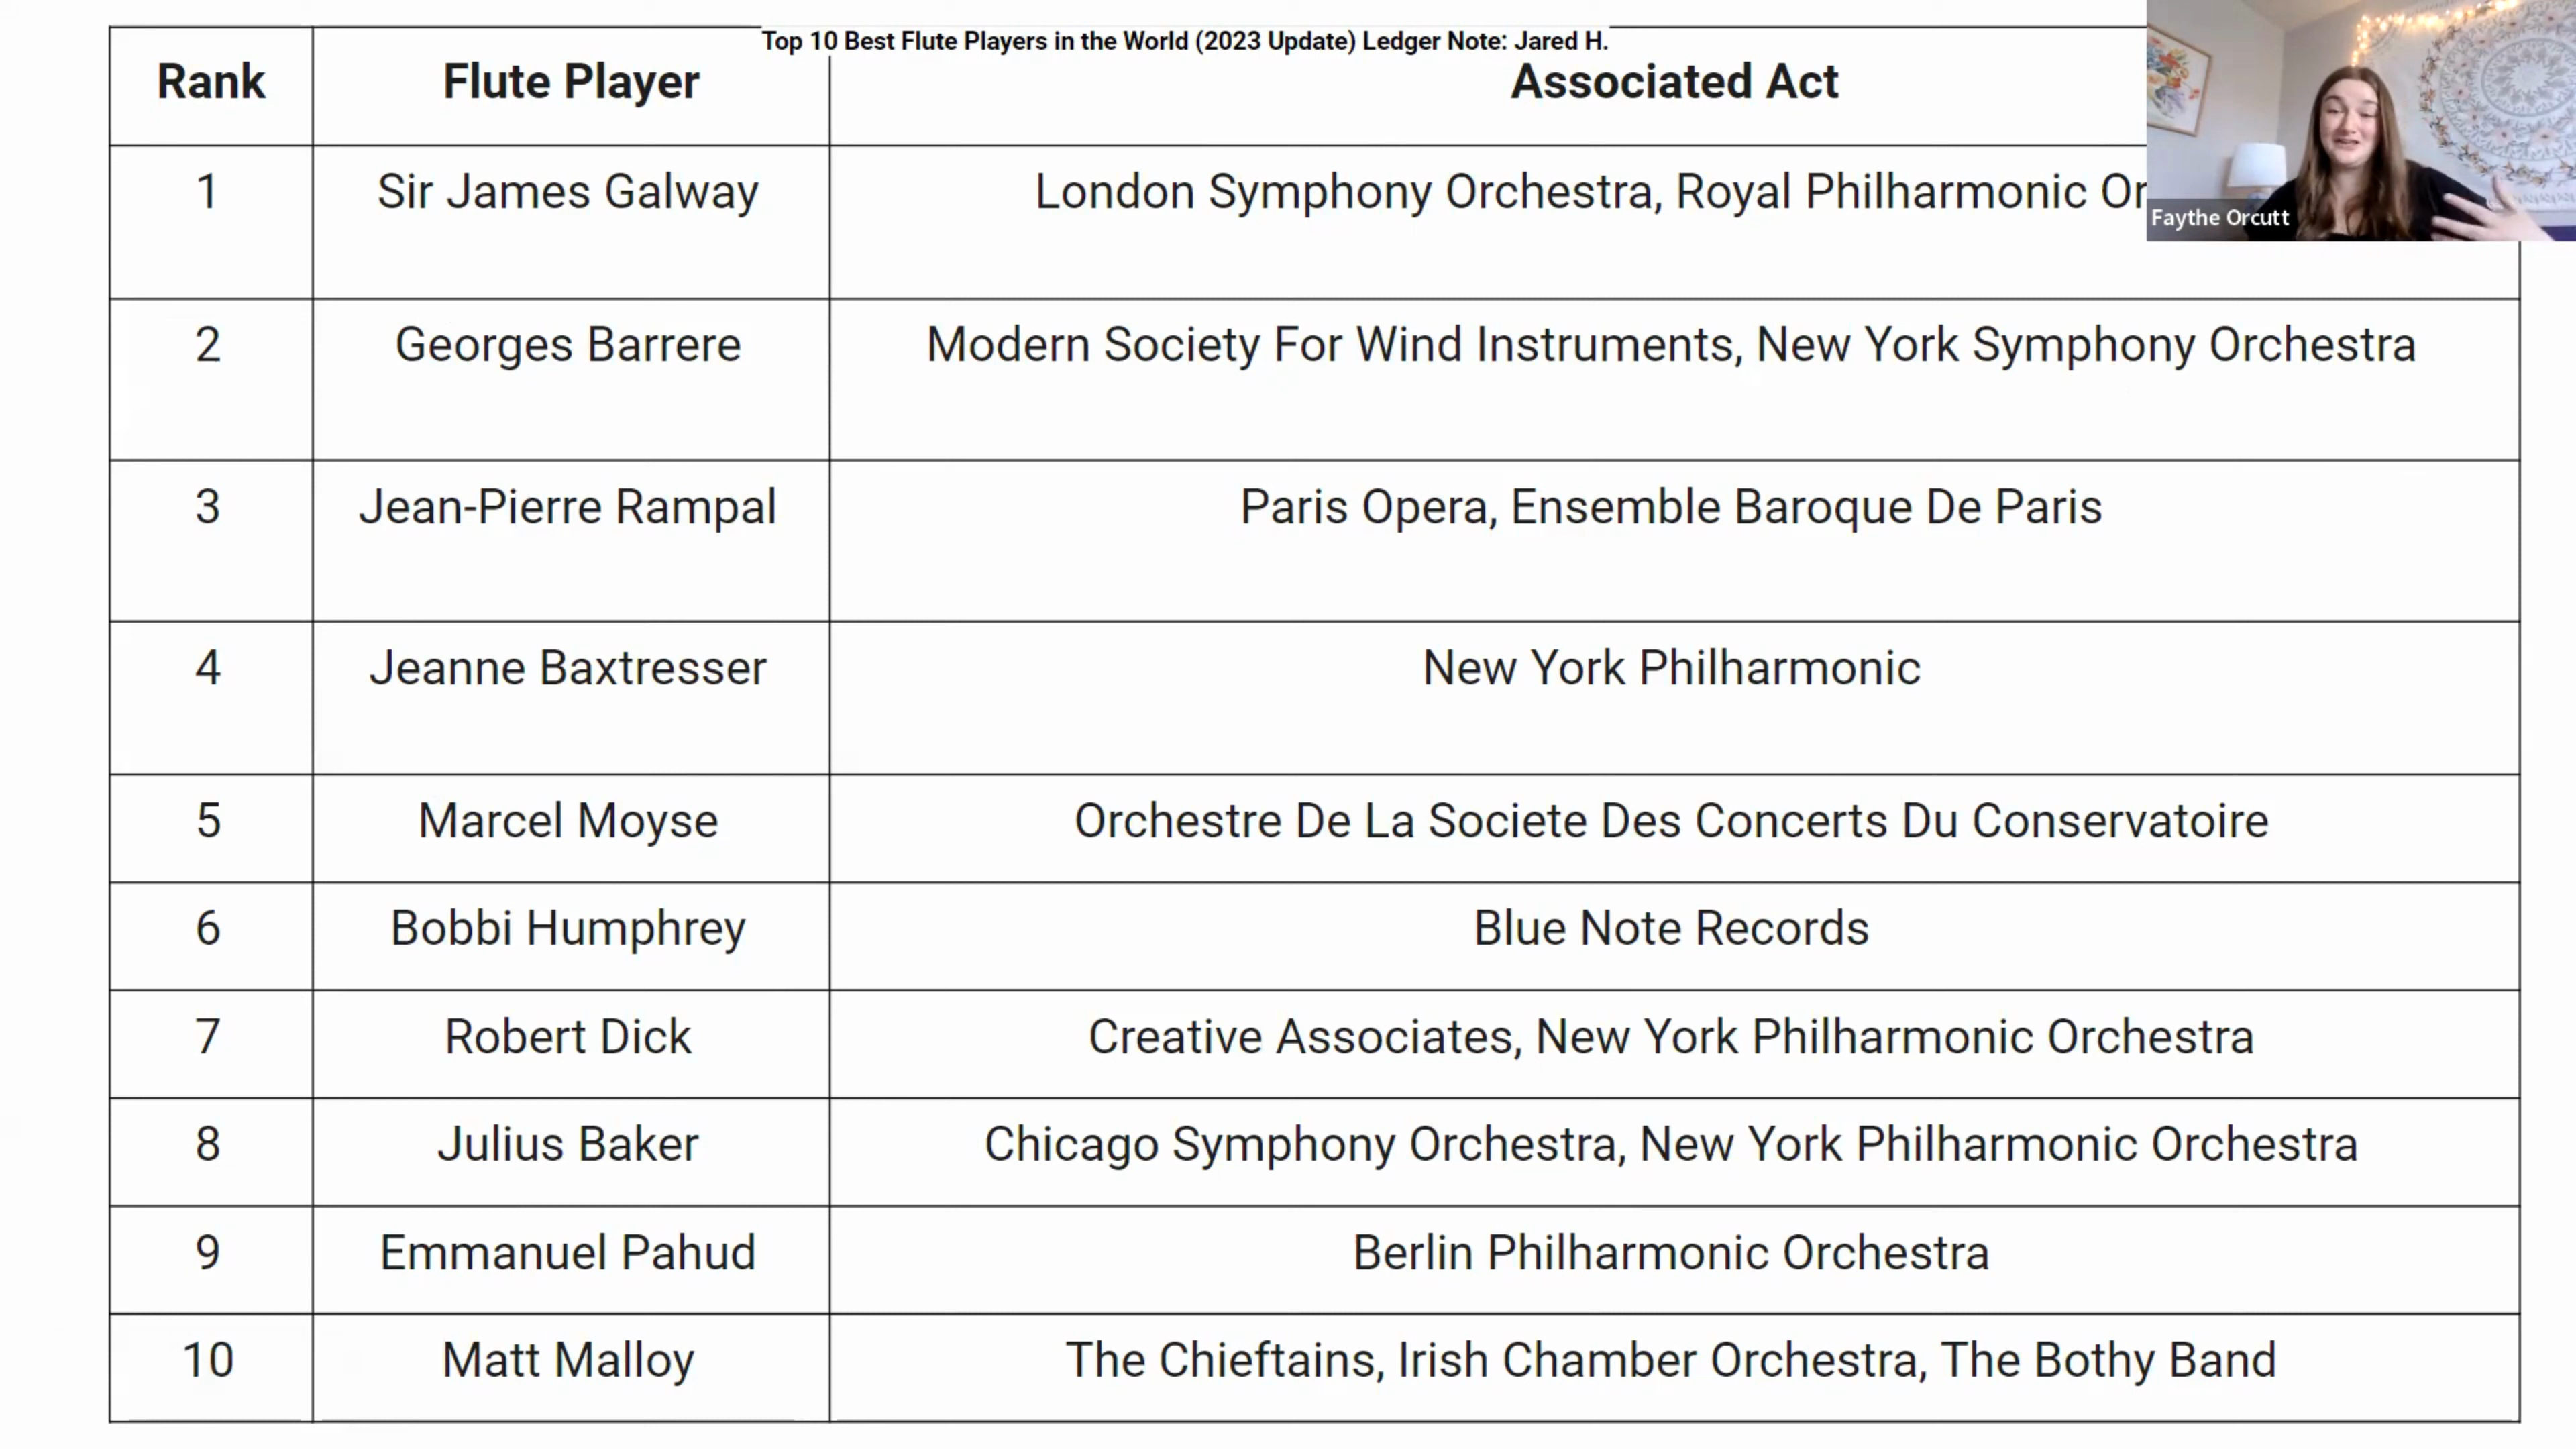 Top 10 Best Flute Players in the World (2023 Update) Ledger Note: Jared H.
Rank Flute Player Associated Act
1 Sir James Galway London Symphony Orchestra, Royal Philharmonic Or
Faythe Orcutt
2 Georges Barrere Modern Society For Wind Instruments, New York Symphony Orchestra
3 Jean-Pierre Rampal Paris Opera, Ensemble Baroque De Paris
4 Jeanne Baxtresser New York Philharmonic
5 Marcel Moyse Orchestre De La Societe Des Concerts Du Conservatoire
6 Bobbi Humphrey Blue Note Records
7 Robert Dick Creative Associates, New York Philharmonic Orchestra
8 Julius Baker Chicago Symphony Orchestra, New York Philharmonic Orchestra
9 Emmanuel Pahud Berlin Philharmonic Orchestra
10 Matt Malloy The Chieftains, Irish Chamber Orchestra, The Bothy Band